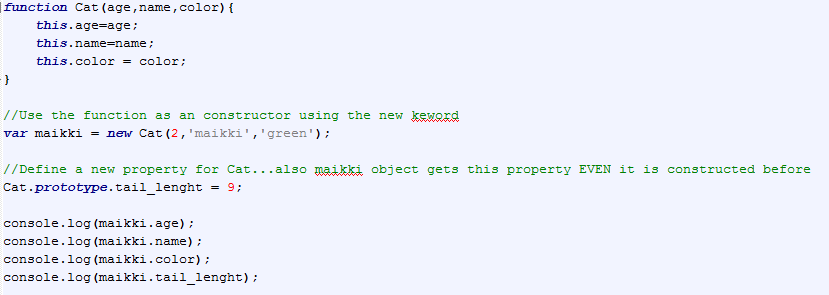 function Cat(age,name,color){
this.age=age;
this.name=name;
this.color = color;
}
//Use the function as an constructor using the new keword
var maikki = new Cat(2,'maikki','green');
//Define a new property for Cat...also maikki object gets this property EVEN it is constructed before
Cat.prototype.tail_lenght = 9;
console.log(maikki.age);
console.log(maikki.name);
console.log(maikki.color);
console.log(maikki.tail_lenght);